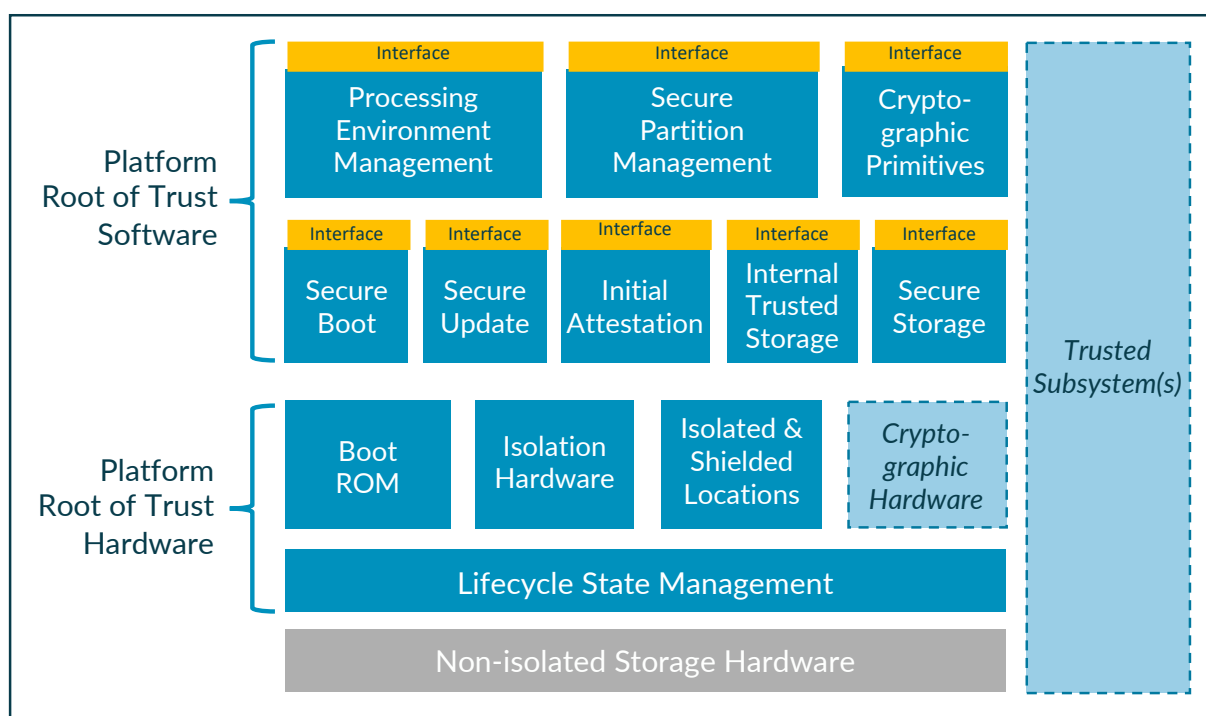 Platform
Root of Trust
Software
Interface
Processing
Environment
Management
Interface
Secure
Partition
Management
Interface
Crypto-
graphic
Primitives
Interface
Secure
Boot
Interface
Secure
Update
Interface
Initial
Attestation
Interface
Internal
Trusted
Storage
Interface
Secure
Storage
Platform
Root of Trust
Hardware
Boot
ROM
Isolation
Hardware
Isolated &
Shielded
Locations
Crypto-
graphic
Hardware
Lifecycle State Management
Non-isolated Storage Hardware
Trusted
Subsystem(s)